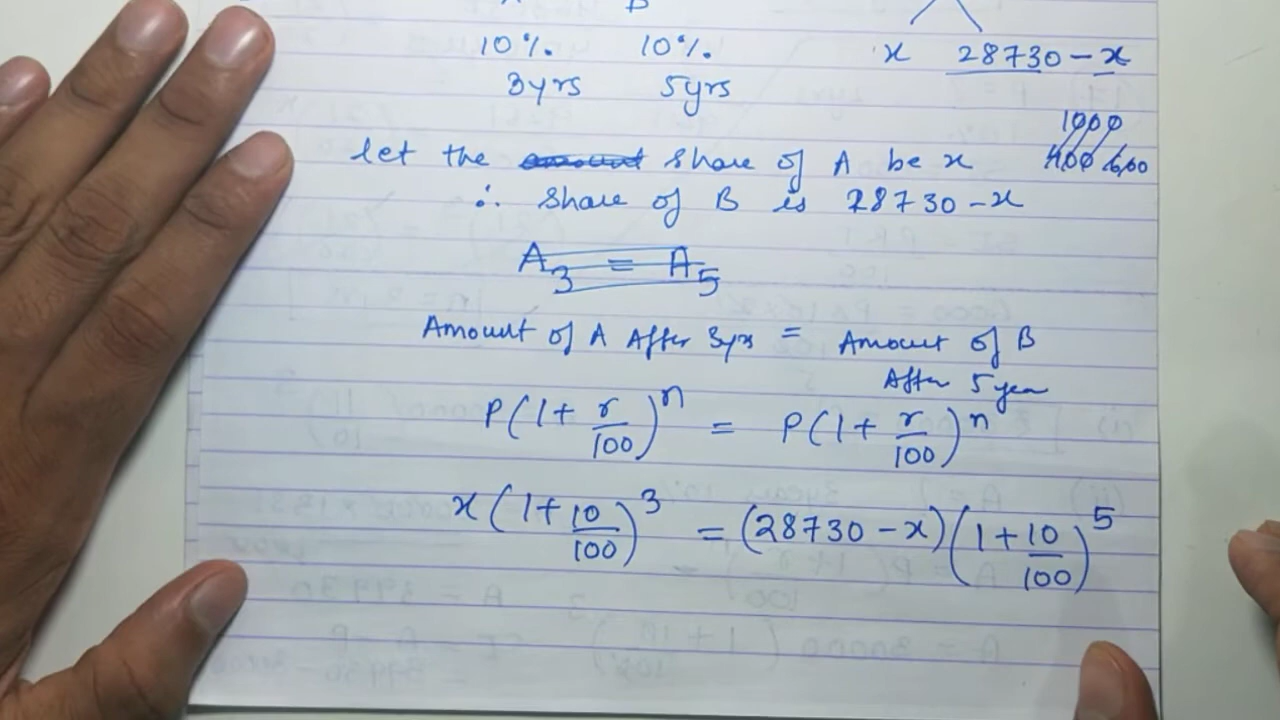 B
10%. 10%. x 28730 - x
3yrs 5yrs
1000
400 600
let the amount share of A be x
∴ share of B is 28730 - x
A₃ = A₅
Amount of A After 3yrs = Amount of B
After 5 year
P(1 + r/100)ⁿ = P(1 + r/100)ⁿ
x(1 + 10/100)³ = (28730 - x)(1 + 10/100)⁵